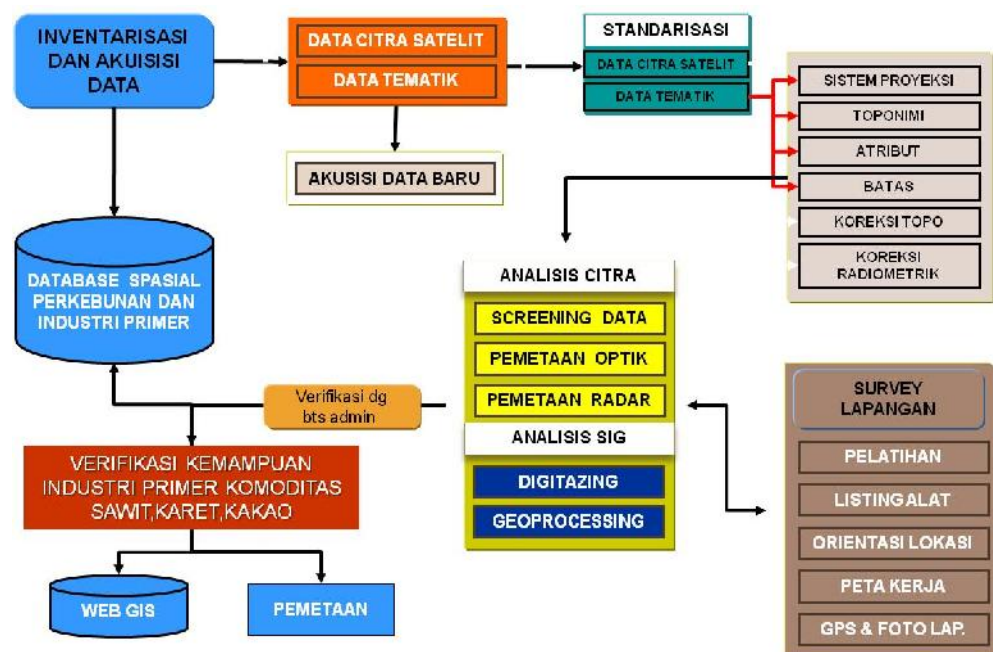 INVENTARISASI
DAN AKUISISI
DATA
DATA CITRA SATELIT
DATA TEMATIK
AKUSISI DATA BARU
STANDARISASI
DATA CITRA SATELIT
DATA TEMATIK
SISTEM PROYEKSI
TOPONIMI
ATRIBUT
BATAS
KOREKSI TOPO
KOREKSI
RADIOMETRIK
DATABASE SPASIAL
PERKEBUNAN DAN
INDUSTRI PRIMER
ANALISIS CITRA
SCREENING DATA
PEMETAAN OPTIK
PEMETAAN RADAR
ANALISIS SIG
DIGITAZING
GEOPROCESSING
Verifikasi dg
bts admin
VERIFIKASI KEMAMPUAN
INDUSTRI PRIMER KOMODITAS
SAWIT,KARET,KAKAO
WEB GIS
PEMETAAN
SURVEY
LAPANGAN
PELATIHAN
LISTING ALAT
ORIENTASI LOKASI
PETA KERJA
GPS & FOTO LAP.